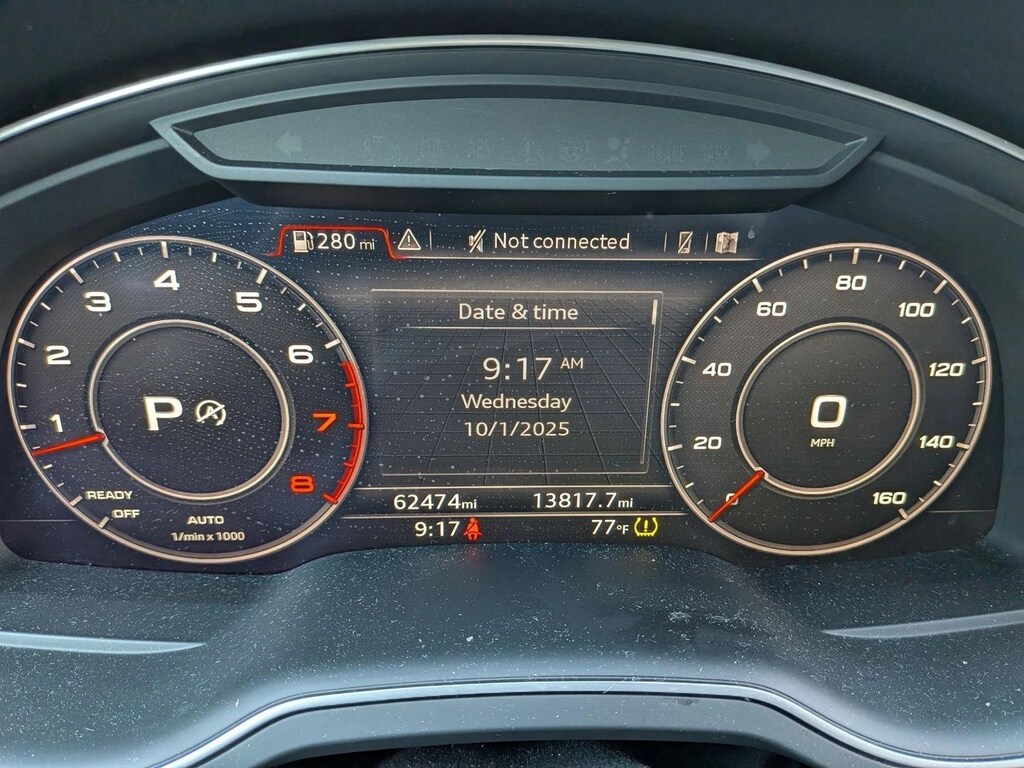 280 mi
Not connected
Date & time
9:17 AM
Wednesday
10/1/2025
62474mi 13817.7mi
9:17 77°F
1
2
3
4
5
6
7
8
P
READY
OFF
AUTO
1/min x 1000
0
20
40
60
80
100
120
140
160
0
MPH